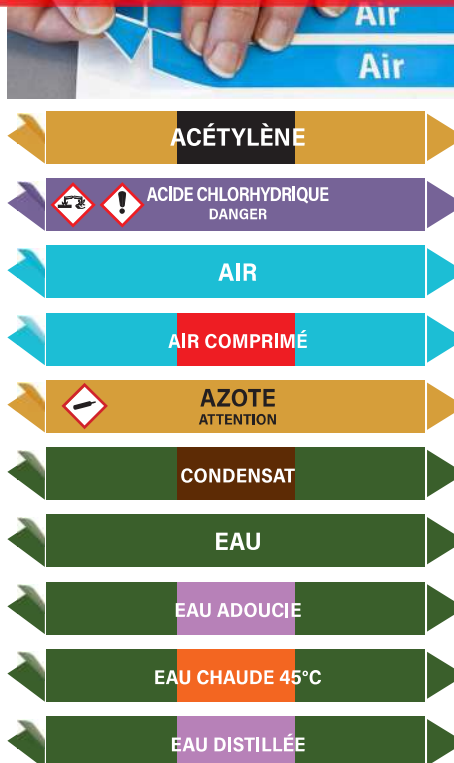 Air
Air
ACÉTYLÈNE
ACIDE CHLORHYDRIQUE
DANGER
AIR
AIR COMPRIMÉ
AZOTE
ATTENTION
CONDENSAT
EAU
EAU ADOUCIE
EAU CHAUDE 45°C
EAU DISTILLÉE